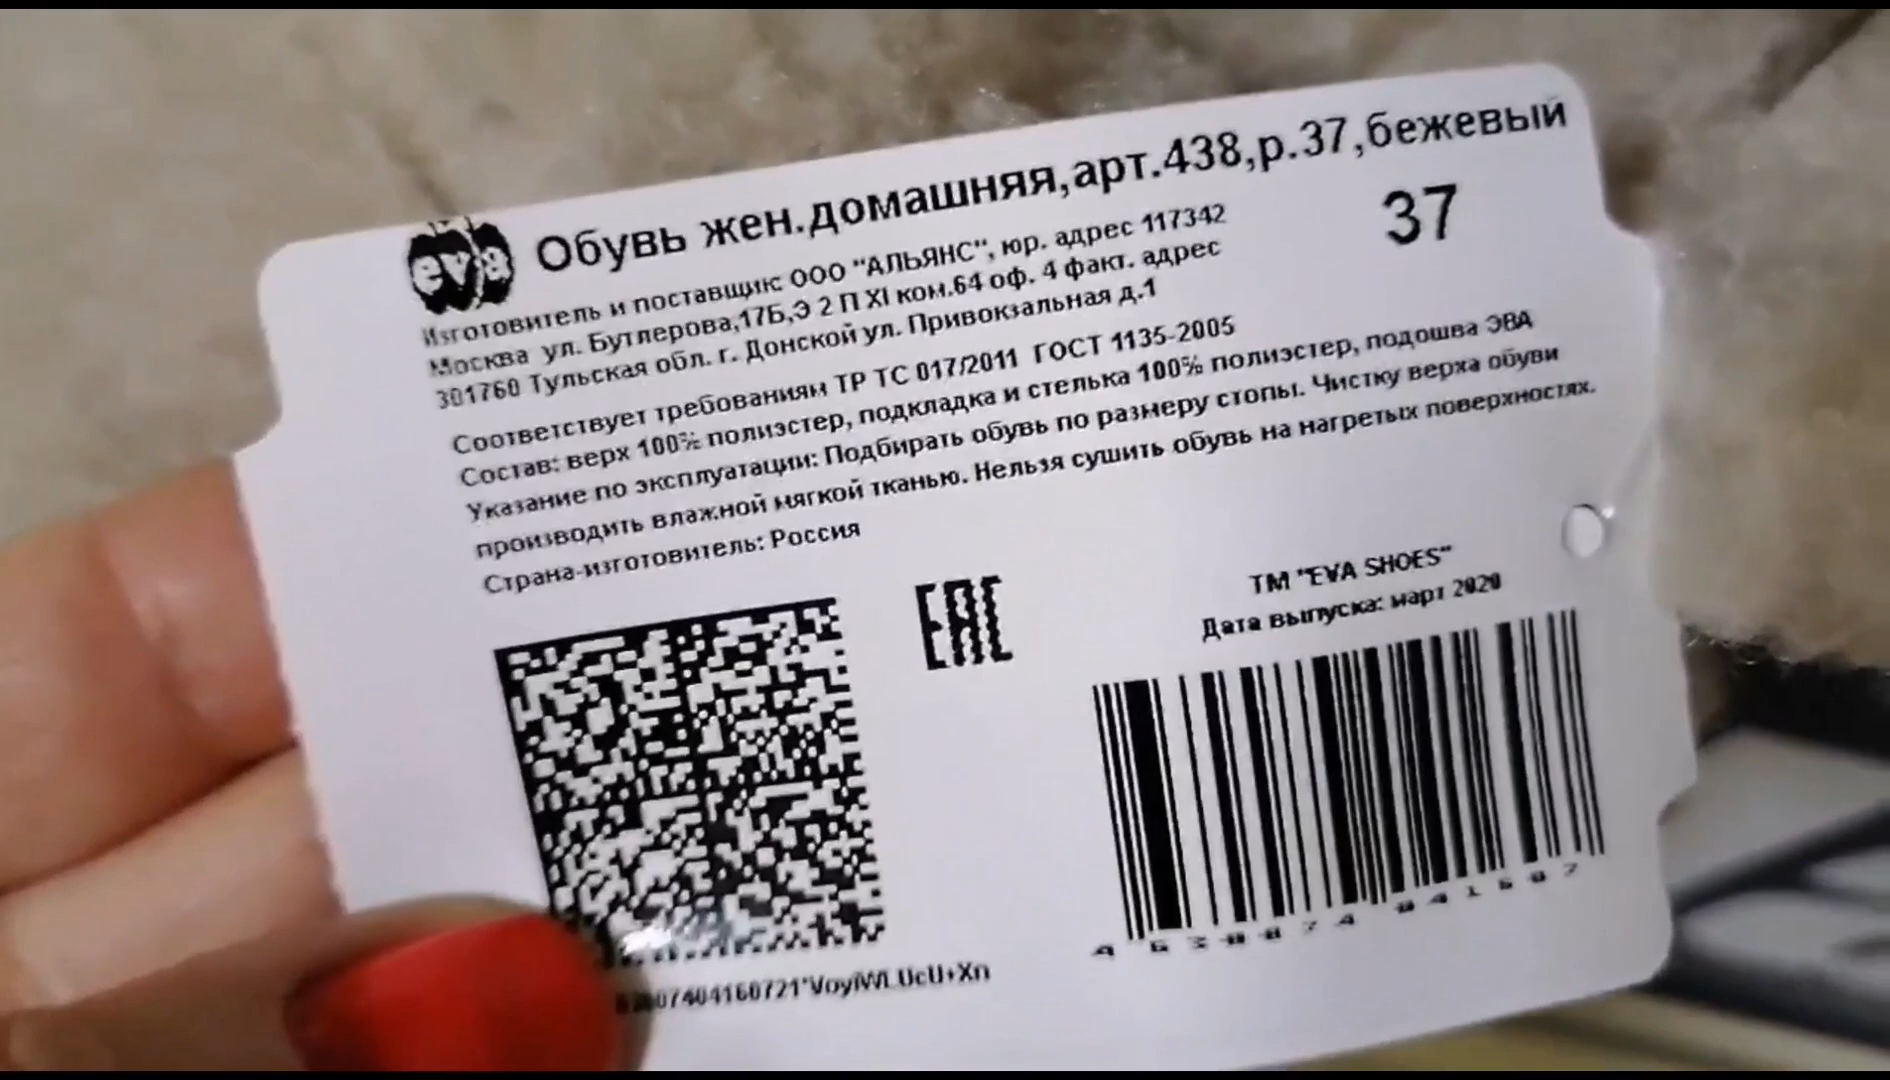 eva
Обувь жен.домашняя,арт.438,р.37,бежевый
37
Изготовитель и поставщик: ООО "АЛЬЯНС", юр. адрес 117342
Москва ул. Бутлерова,17Б,Э 2 П XI ком.64 оф. 4 факт. адрес
301760 Тульская обл. г. Донской ул. Привокзальная д.1
Соответствует требованиям ТР ТС 017/2011 ГОСТ 1135-2005
Состав: верх 100% полиэстер, подкладка и стелька 100% полиэстер, подошва ЭВА
Указание по эксплуатации: Подбирать обувь по размеру стопы. Чистку верха обуви
производить влажной мягкой тканью. Нельзя сушить обувь на нагретых поверхностях.
Страна-изготовитель: Россия
EAC
ТМ "EVA SHOES"
Дата выпуска: март 2020